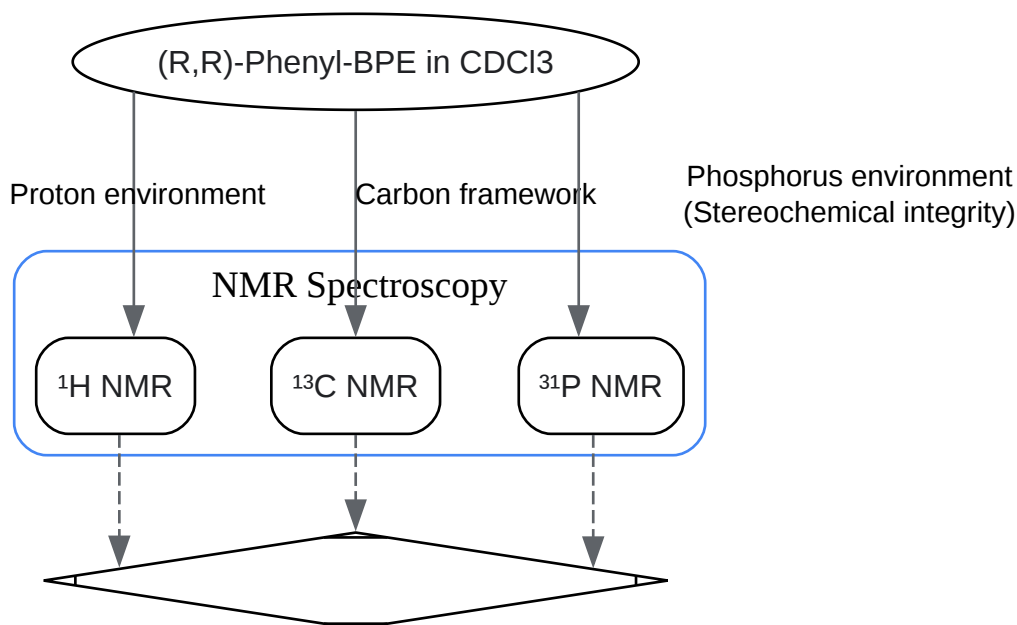 (R,R)-Phenyl-BPE in CDCl3
Proton environment
Carbon framework
Phosphorus environment
(Stereochemical integrity)
NMR Spectroscopy
¹H NMR
¹³C NMR
³¹P NMR